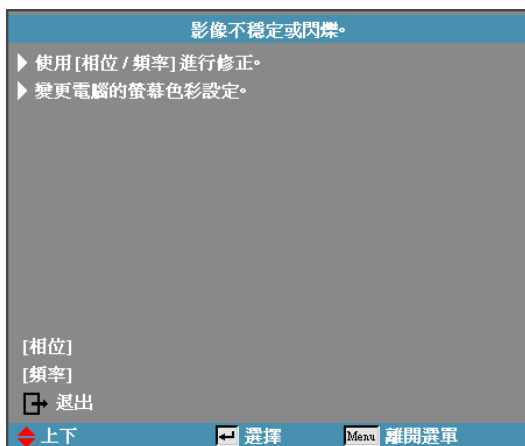 影像不穩定或閃爍。
使用[相位 / 頻率]進行修正。
變更電腦的螢幕色彩設定。
[相位]
[頻率]
退出
上下 選擇 Menu 離開選單